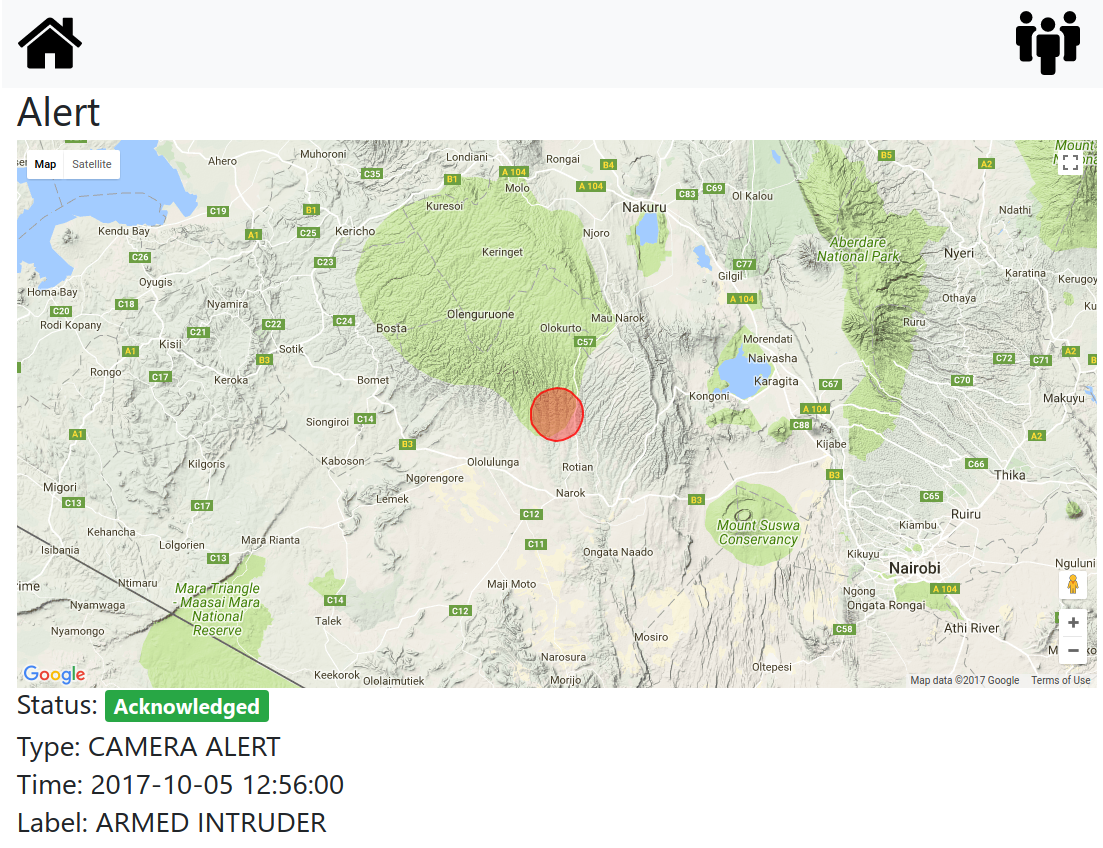 Alert
Map Satellite
Ahero
Muhoroni
Londiani
Rongai
B4
B5
A2
Mount
C35
B1
A 104
A 104
Molo
C83
C69
Ol Kalou
Kuresoi
Nakuru
Ndathi
C19
B1
Kendu Bay
A1
C25
Kericho
Njoro
Aberdare
National Park
Nyeri
C26
Keringet
C23
C77
Gilgil
Karatina
Oyugis
Kerugoy
Homa Bay
C18
Nyamira
A 104
Othaya
C20
Rodi Kopany
C21
C22
C24
Olenguruone
Mau Narok
Bosta
Olokurto
Ruru
Kisii
C57
Morendati
A1
Sotik
B3
Naivasha
C72
C71
A2
Rongo
C17
Keroka
Bomet
Karagita
C67
C70
Kongoni
Makuyu
Siongiroi
C14
A 104
C88
A1
B3
Kijabe
A2
Kilgoris
Kaboson
Ololulunga
Rotian
C66
Ngorengore
B3
Thika
Migori
C13
C17
Lemek
Narok
B3
C65
C12
Ruiru
Kehancha
Mara Rianta
Mount Suswa
Conservancy
Kiambu
Isibania
Lolgorien
C11
Ongata Naado
Kikuyu
C13
Nairobi
Nguluni
Ntimaru
Mara Triangle
Maasai Mara
National
Reserve
Maji Moto
A 104
Ngong
Ongata Rongai
Nyamwaga
C14
C12
Talek
Nyamongo
Mosiro
C58
Athi River
Narosura
Oltepesi
Keekorok
Ololaimutiek
Morijo
Google
Map data ©2017 Google Terms of Use
Status: Acknowledged
Type: CAMERA ALERT
Time: 2017-10-05 12:56:00
Label: ARMED INTRUDER